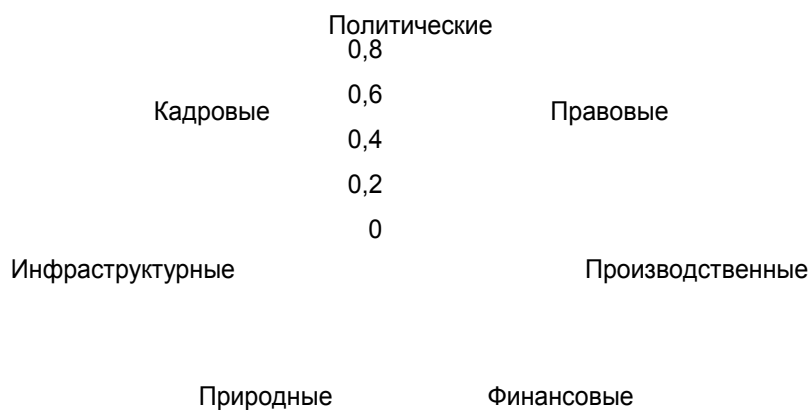 Политические
0,8
0,6
Кадровые
Правовые
0,4
0,2
0
Инфраструктурные
Производственные
Природные
Финансовые